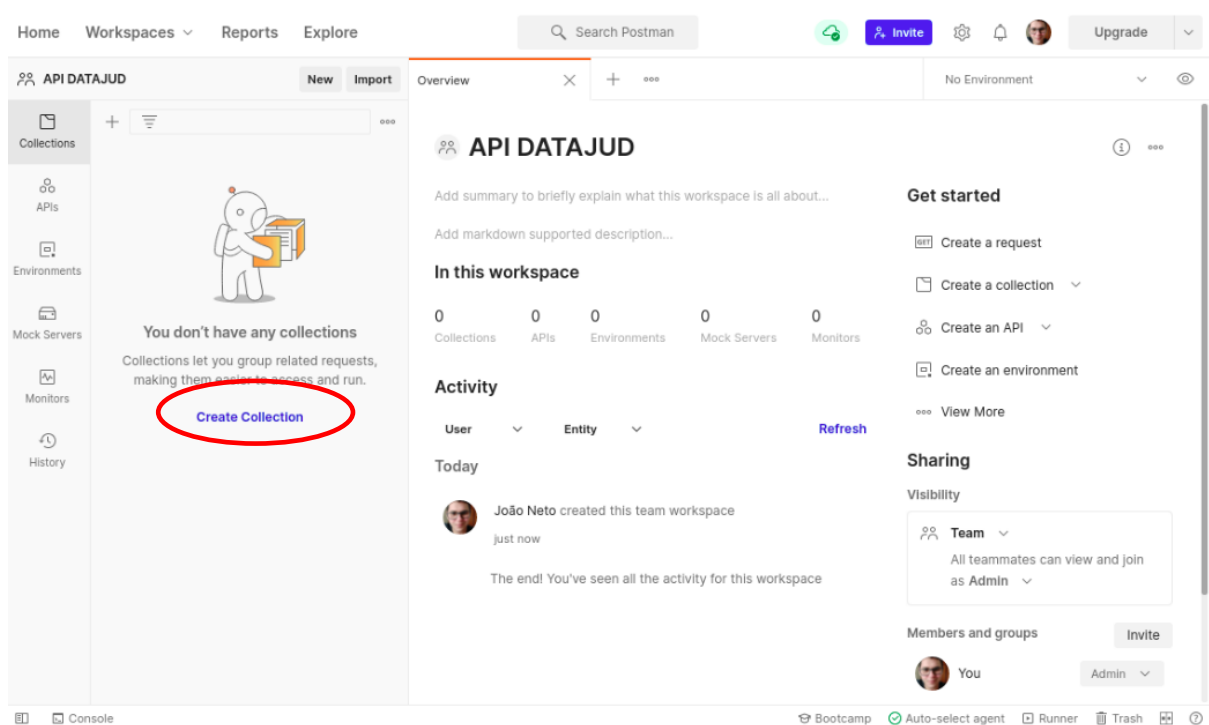 Home Workspaces Reports Explore Search Postman Invite Upgrade
API DATAJUD New Import Overview No Environment
Collections
APIs
Environments
Mock Servers
Monitors
History
You don't have any collections
Collections let you group related requests,
making them easier to access and run.
Create Collection
API DATAJUD
Add summary to briefly explain what this workspace is all about...
Add markdown supported description...
In this workspace
0 0 0 0 0
Collections APIs Environments Mock Servers Monitors
Activity
User Entity Refresh
Today
João Neto created this team workspace
just now
The end! You've seen all the activity for this workspace
Get started
GET Create a request
Create a collection
Create an API
Create an environment
View More
Sharing
Visibility
Team
All teammates can view and join
as Admin
Members and groups Invite
You Admin
Console Bootcamp Auto-select agent Runner Trash